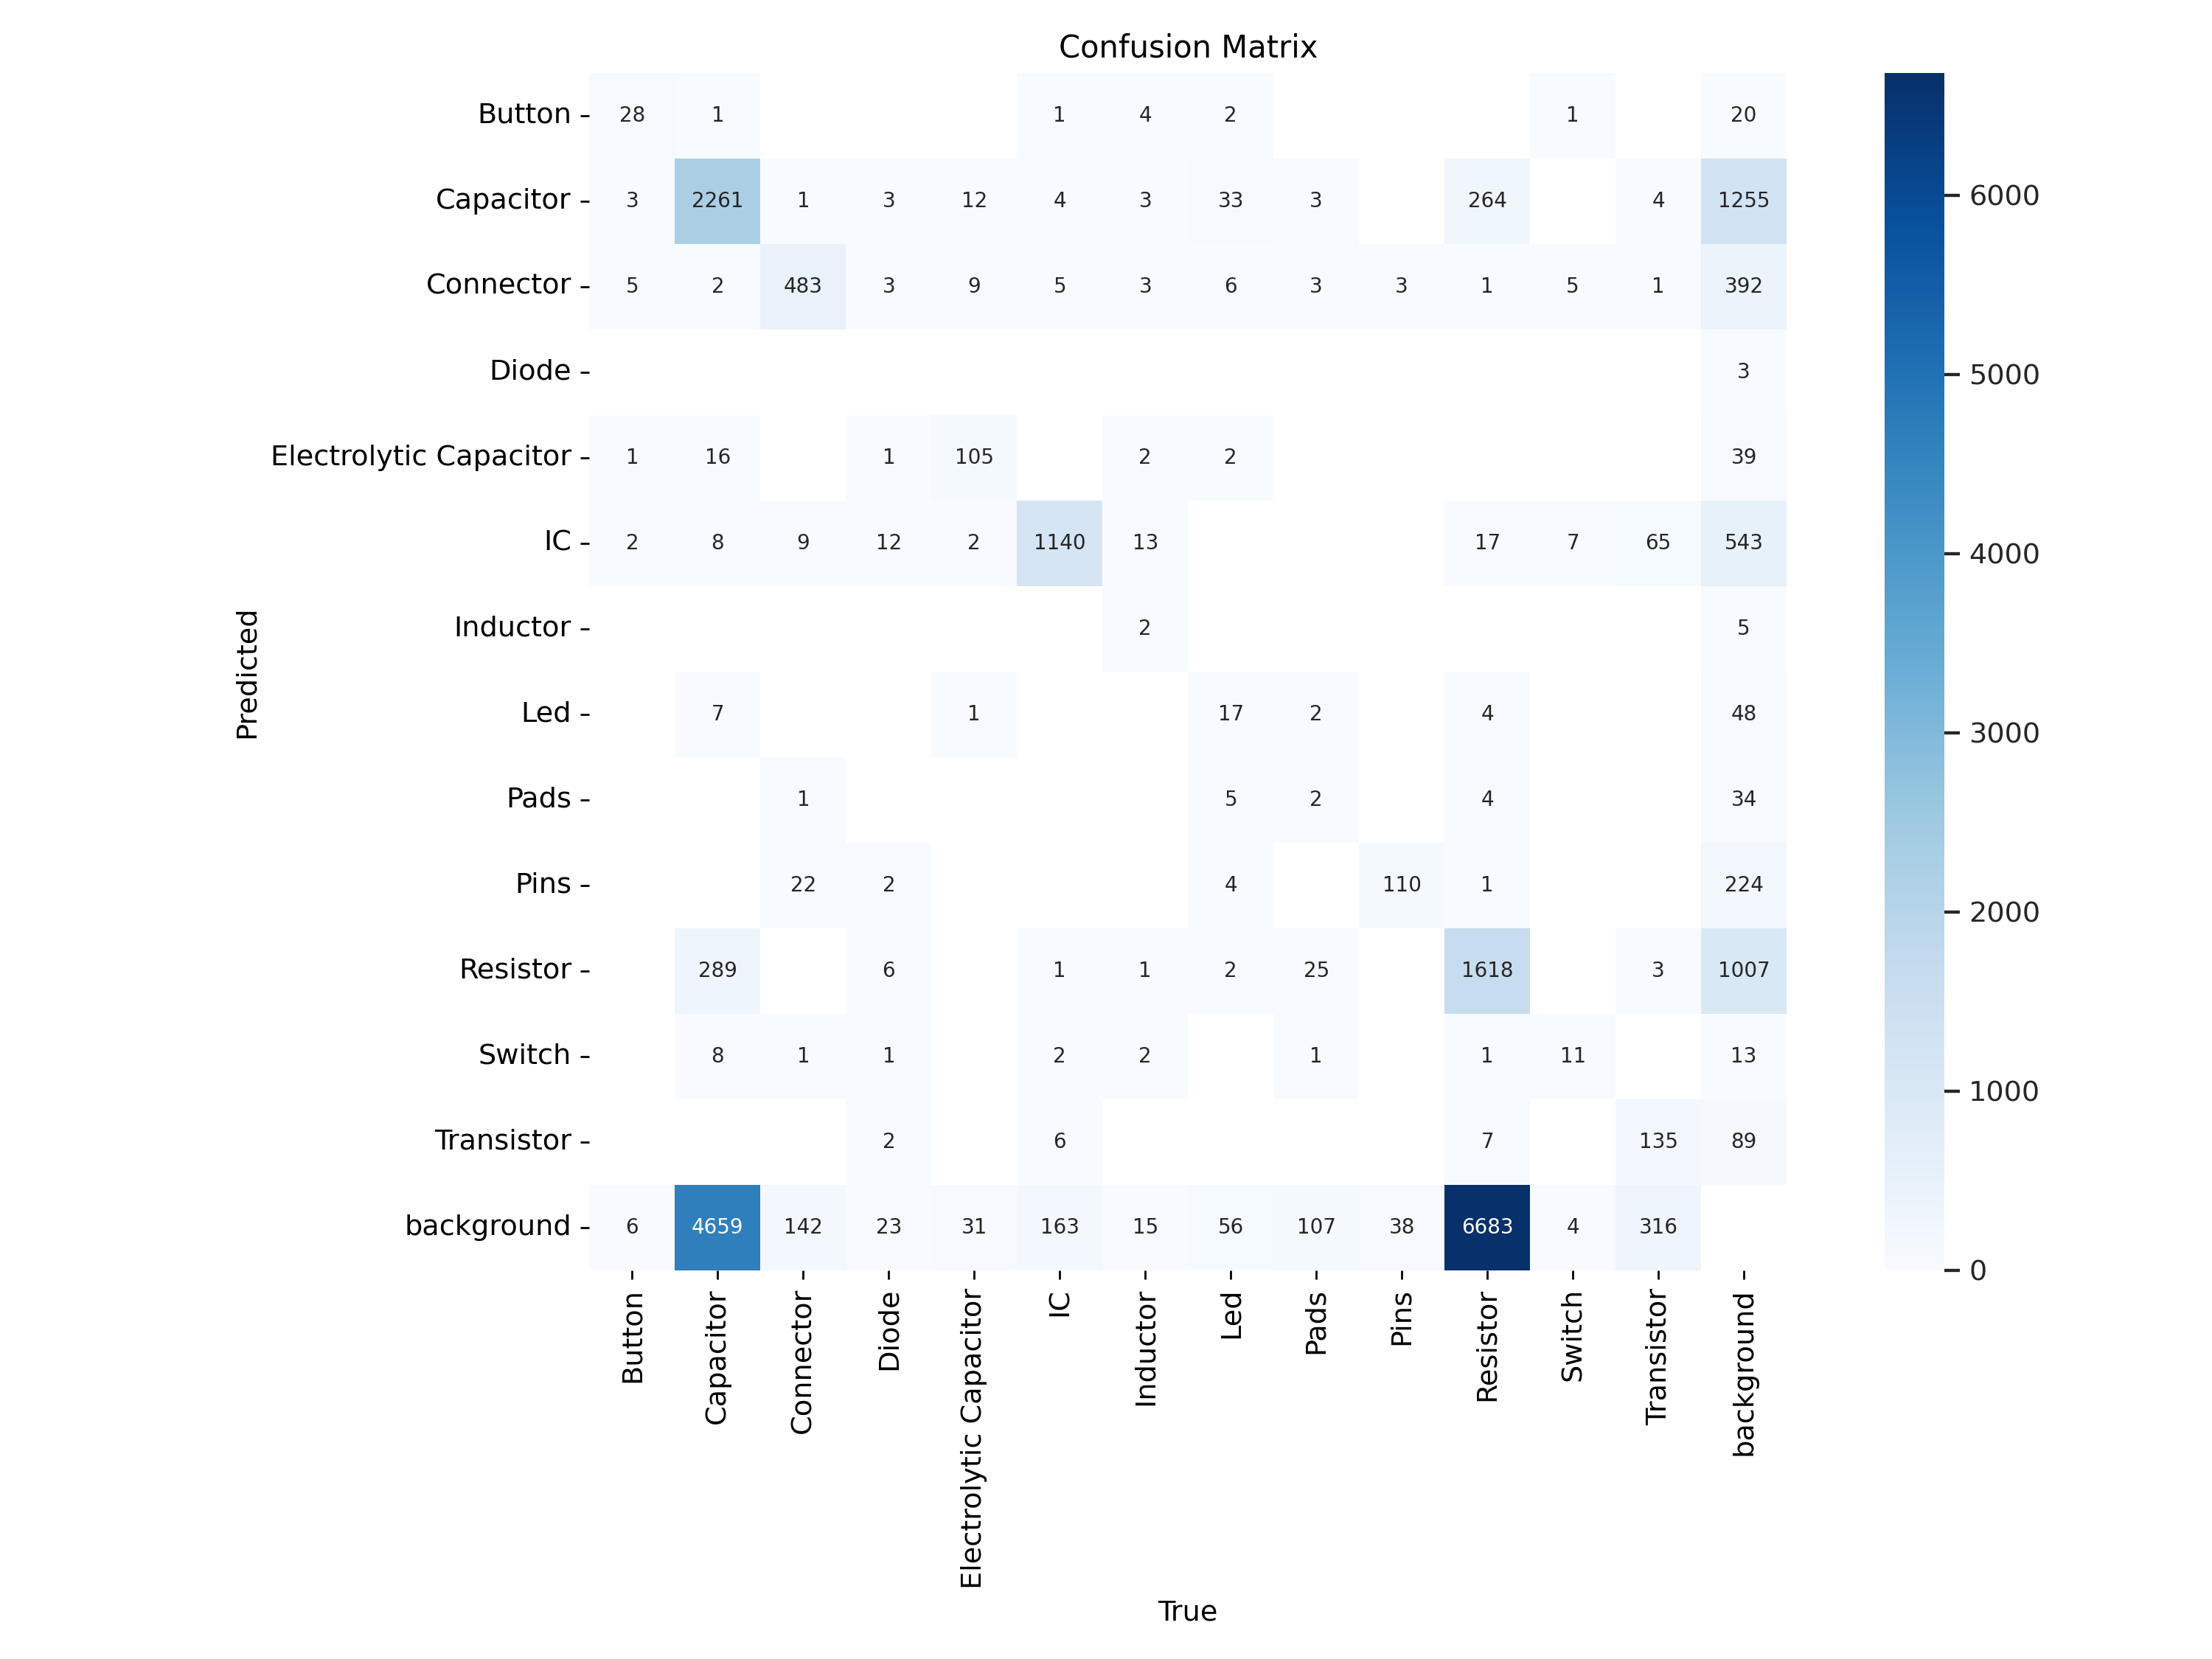 Confusion Matrix
Button 28 1 1 4 2 1 20
Capacitor 3 2261 1 3 12 4 3 33 3 264 4 1255
Connector 5 2 483 3 9 5 3 6 3 3 1 5 1 392
Diode 3
Electrolytic Capacitor 1 16 1 105 2 2 39
IC 2 8 9 12 2 1140 13 17 7 65 543
Inductor 2 5
Led 7 1 17 2 4 48
Pads 1 5 2 4 34
Pins 22 2 4 110 1 224
Resistor 289 6 1 1 2 25 1618 3 1007
Switch 8 1 1 2 2 1 1 11 13
Transistor 2 6 7 135 89
background 6 4659 142 23 31 163 15 56 107 38 6683 4 316
Button Capacitor Connector Diode Electrolytic Capacitor IC Inductor Led Pads Pins Resistor Switch Transistor background
True
Predicted
6000
5000
4000
3000
2000
1000
0